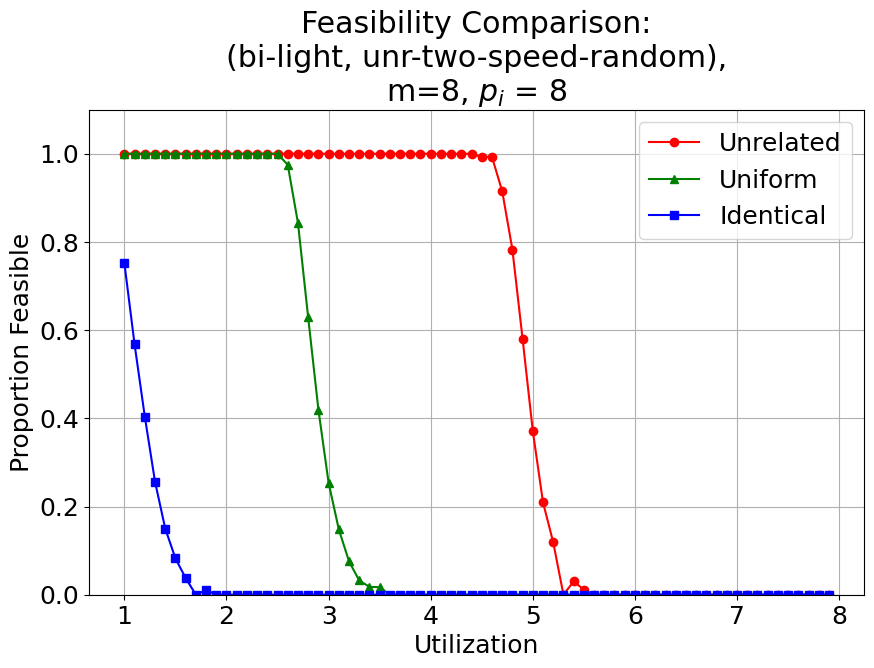 Feasibility Comparison:
(bi-light, unr-two-speed-random),
m=8, $p_i$ = 8
Unrelated
Uniform
Identical
Proportion Feasible
1.0
0.8
0.6
0.4
0.2
0.0
1 2 3 4 5 6 7 8
Utilization